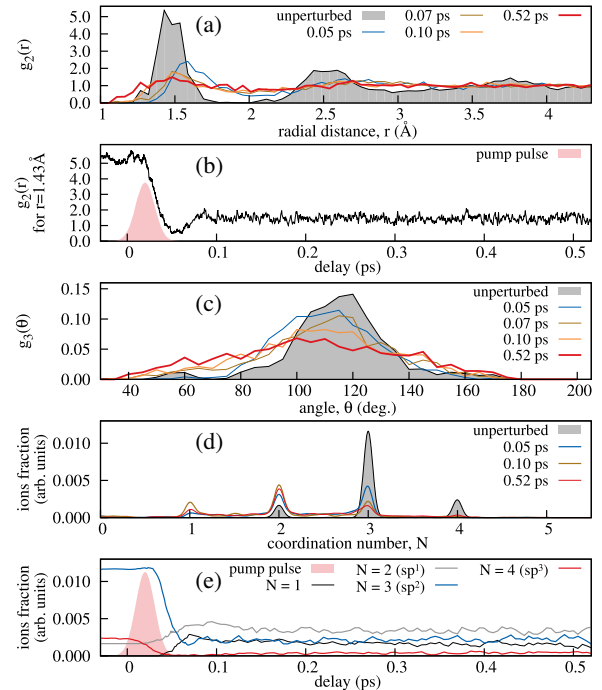 unperturbed 0.07 ps 0.52 ps
0.05 ps 0.10 ps
(a)
g2(r)
5.0
4.0
3.0
2.0
1.0
0.0
1 1.5 2 2.5 3 3.5 4
radial distance, r (Å)
pump pulse
(b)
g2(r)
for r=1.43Å
5.0
4.0
3.0
2.0
1.0
0.0
0 0.1 0.2 0.3 0.4 0.5
delay (ps)
unperturbed
0.05 ps
0.07 ps
0.10 ps
0.52 ps
(c)
g3(θ)
0.15
0.10
0.05
0.00
40 60 80 100 120 140 160 180 200
angle, θ (deg.)
unperturbed
0.05 ps
0.10 ps
0.52 ps
(d)
ions fraction
(arb. units)
0.010
0.005
0.000
0 1 2 3 4 5
coordination number, N
pump pulse N = 2 (sp¹) N = 4 (sp³)
N = 1 N = 3 (sp²)
(e)
ions fraction
(arb. units)
0.010
0.005
0.000
0 0.1 0.2 0.3 0.4 0.5
delay (ps)